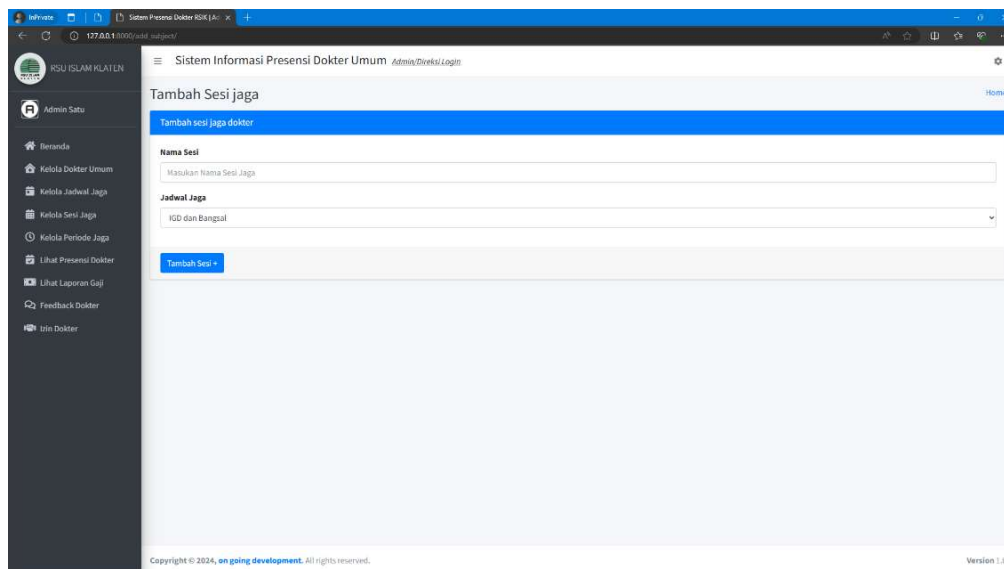 InPrivate
Sistem Presensi Dokter RSIK | Ad
127.0.0.1:8000/add_subject/
RSU ISLAM KLATEN
Sistem Informasi Presensi Dokter Umum Admin/Direksi Login
Admin Satu
Tambah Sesi jaga
Home
Tambah sesi jaga dokter
Beranda
Kelola Dokter Umum
Kelola Jadwal Jaga
Kelola Sesi Jaga
Kelola Periode Jaga
Lihat Presensi Dokter
Lihat Laporan Gaji
Feedback Dokter
Izin Dokter
Nama Sesi
Masukan Nama Sesi Jaga
Jadwal Jaga
IGD dan Bangsal
Tambah Sesi +
Copyright © 2024, on going development. All rights reserved.
Version